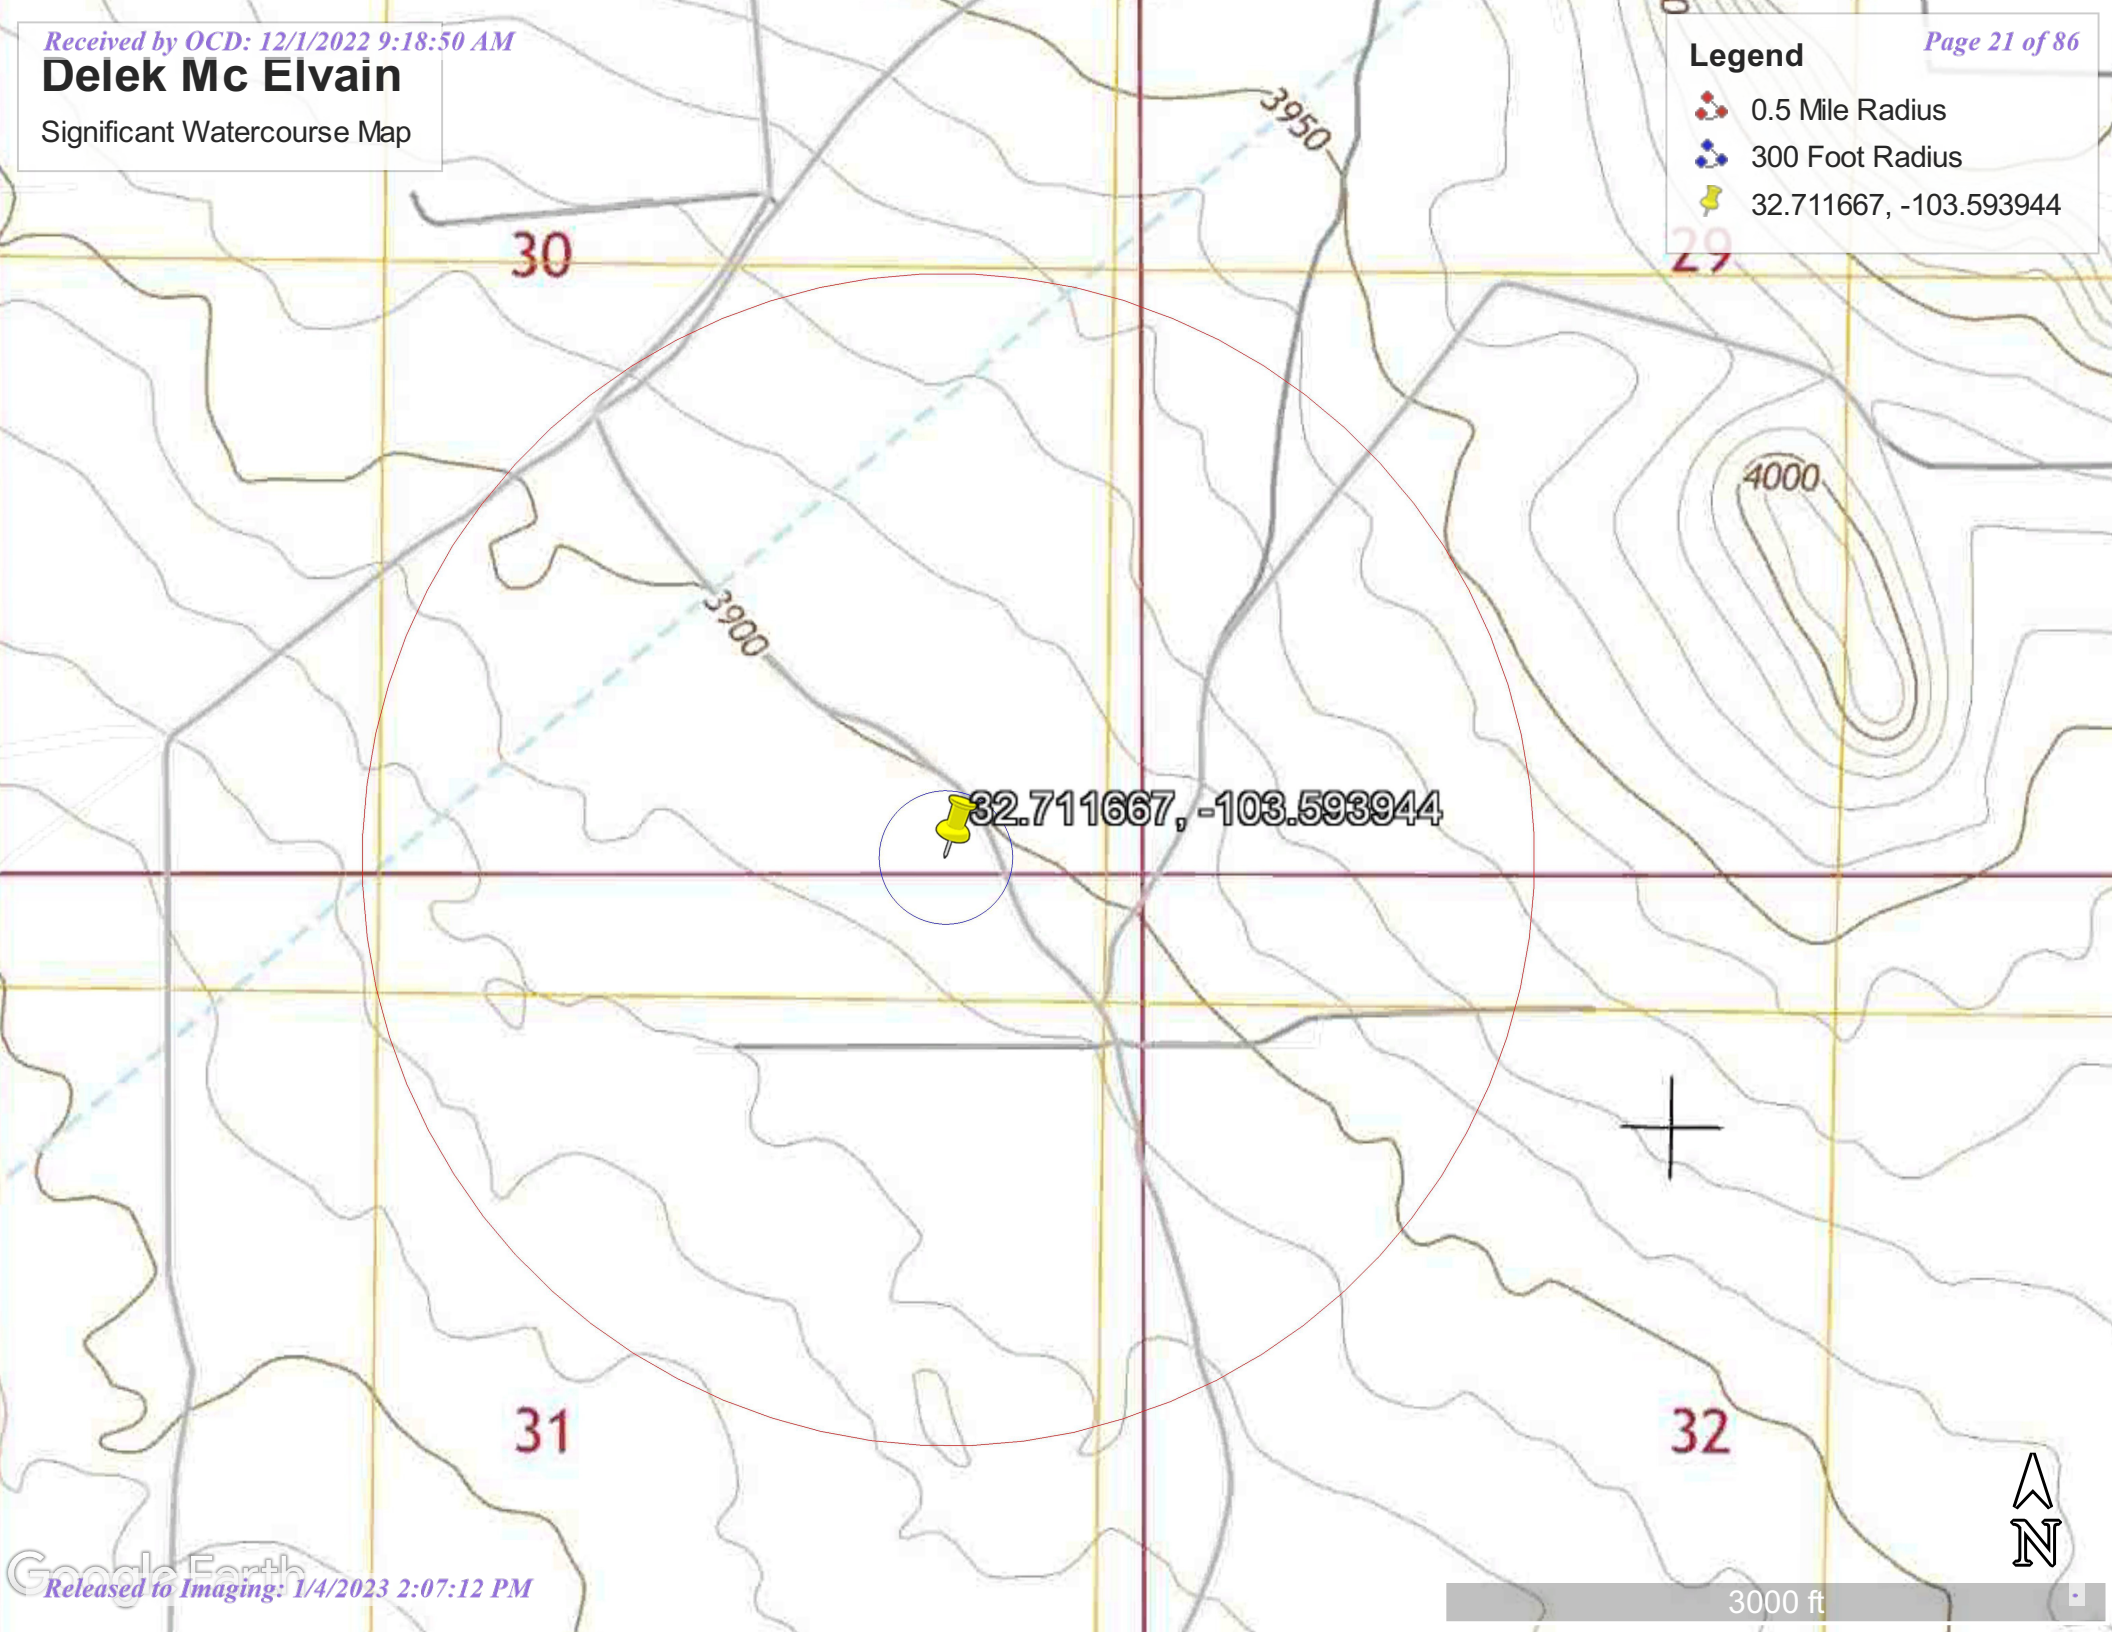 Received by OCD: 12/1/2022 9:18:50 AM
Page 21 of 86
Delek Mc Elvain
Significant Watercourse Map
Legend
0.5 Mile Radius
300 Foot Radius
32.711667, -103.593944
3950
30
29
4000
3900
32.711667, -103.593944
31
32
N
Google Earth
Released to Imaging: 1/4/2023 2:07:12 PM
3000 ft